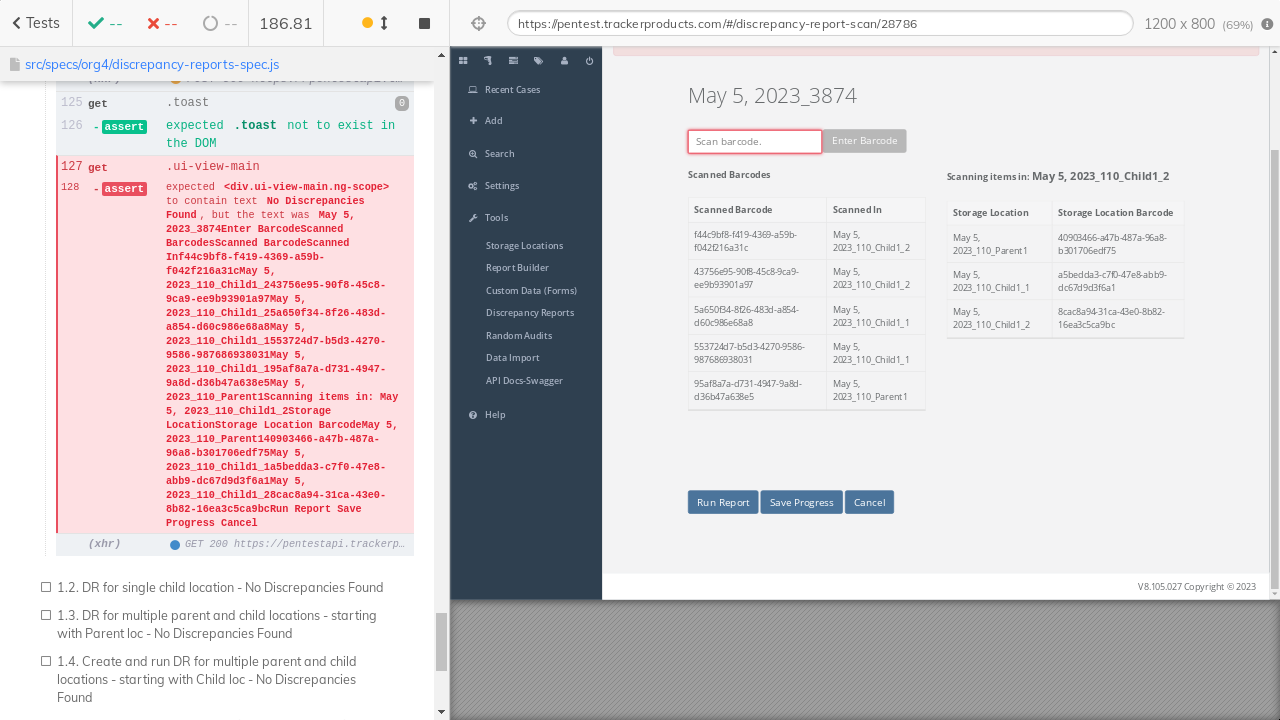 Tests
--
--
--
186.81
https://pentest.trackerproducts.com/#/discrepancy-report-scan/28786
1200 x 800 (69%)
src/specs/org4/discrepancy-reports-spec.js
125 get .toast 0
126 - assert expected .toast not to exist in
the DOM
127 get .ui-view-main
128 - assert expected <div.ui-view-main.ng-scope>
to contain text No Discrepancies
Found, but the text was May 5,
2023_3874Enter BarcodeScanned
BarcodesScanned BarcodeScanned
Inf44c9bf8-f419-4369-a59b-
f042f216a31cMay 5,
2023_110_Child1_243756e95-90f8-45c8-
9ca9-ee9b93901a97May 5,
2023_110_Child1_25a650f34-8f26-483d-
a854-d60c986e68a8May 5,
2023_110_Child1_1553724d7-b5d3-4270-
9586-987686938031May 5,
2023_110_Child1_195af8a7a-d731-4947-
9a8d-d36b47a638e5May 5,
2023_110_Parent1Scanning items in: May
5, 2023_110_Child1_2Storage
LocationStorage Location BarcodeMay 5,
2023_110_Parent140903466-a47b-487a-
96a8-b301706edf75May 5,
2023_110_Child1_1a5bedda3-c7f0-47e8-
abb9-dc67d9d3f6a1May 5,
2023_110_Child1_28cac8a94-31ca-43e0-
8b82-16ea3c5ca9bcRun Report Save
Progress Cancel
(xhr) GET 200 https://pentestapi.trackerp…
1.2. DR for single child location - No Discrepancies Found
1.3. DR for multiple parent and child locations - starting
with Parent loc - No Discrepancies Found
1.4. Create and run DR for multiple parent and child
locations - starting with Child loc - No Discrepancies
Found
Recent Cases
Add
Search
Settings
Tools
Storage Locations
Report Builder
Custom Data (Forms)
Discrepancy Reports
Random Audits
Data Import
API Docs-Swagger
Help
May 5, 2023_3874
Scan barcode.
Enter Barcode
Scanned Barcodes
Scanned Barcode Scanned In
f44c9bf8-f419-4369-a59b- May 5,
f042f216a31c 2023_110_Child1_2
43756e95-90f8-45c8-9ca9- May 5,
ee9b93901a97 2023_110_Child1_2
5a650f34-8f26-483d-a854- May 5,
d60c986e68a8 2023_110_Child1_1
553724d7-b5d3-4270-9586- May 5,
987686938031 2023_110_Child1_1
95af8a7a-d731-4947-9a8d- May 5,
d36b47a638e5 2023_110_Parent1
Scanning items in: May 5, 2023_110_Child1_2
Storage Location Storage Location Barcode
May 5, 40903466-a47b-487a-96a8-
2023_110_Parent1 b301706edf75
May 5, a5bedda3-c7f0-47e8-abb9-
2023_110_Child1_1 dc67d9d3f6a1
May 5, 8cac8a94-31ca-43e0-8b82-
2023_110_Child1_2 16ea3c5ca9bc
Run Report
Save Progress
Cancel
V8.105.027 Copyright © 2023